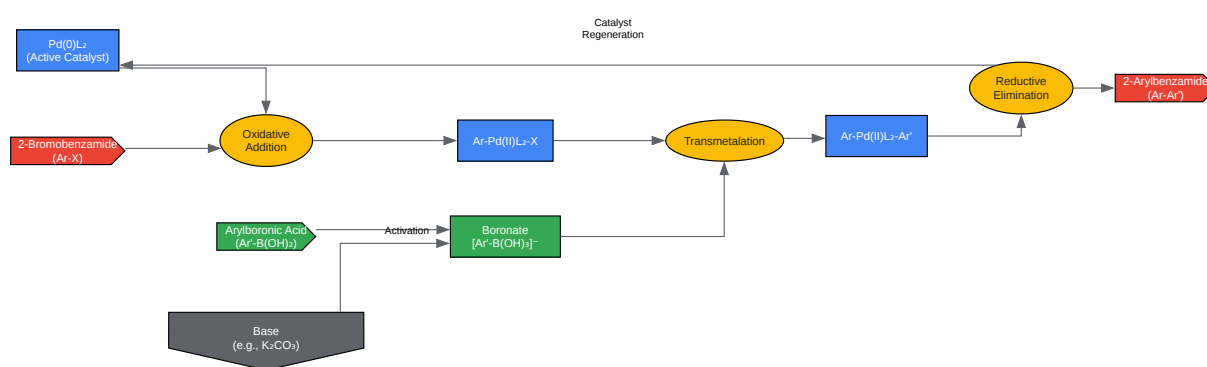 Catalyst
Regeneration
Pd(0)L₂
(Active Catalyst)
Reductive
Elimination
2-Arylbenzamide
(Ar-Ar')
2-Bromobenzamide
(Ar-X)
Oxidative
Addition
Ar-Pd(II)L₂-X
Transmetalation
Ar-Pd(II)L₂-Ar'
Arylboronic Acid
(Ar'-B(OH)₂)
Activation
Boronate
[Ar'-B(OH)₃]⁻
Base
(e.g., K₂CO₃)